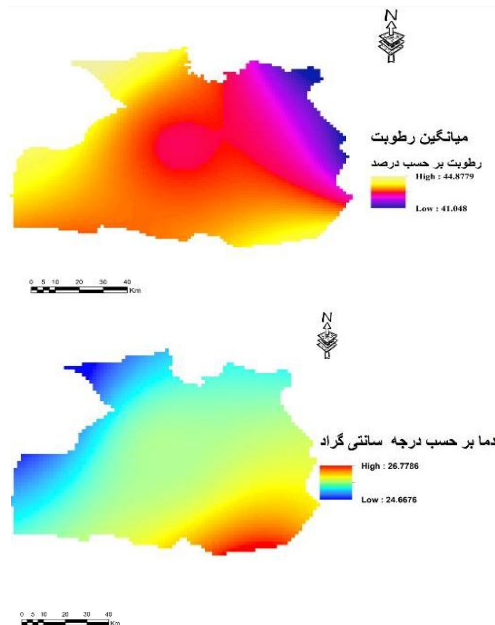 N
میانگین رطوبت
رطوبت بر حسب درصد
High : 44.8779
Low : 41.048
0 5 10 20 30 40
Km
N
دما بر حسب درجه سانتی گراد
High : 26.7786
Low : 24.6676
0 5 10 20 30 40
Km